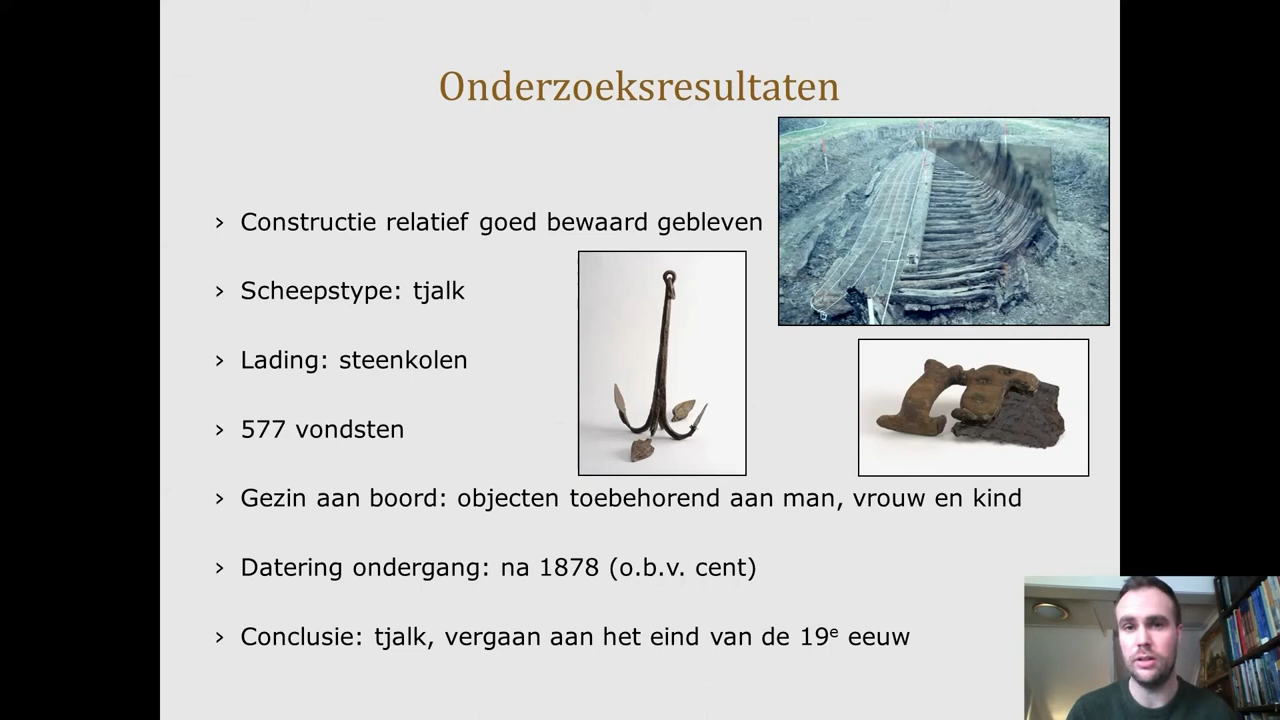 Onderzoeksresultaten
› Constructie relatief goed bewaard gebleven
› Scheepstype: tjalk
› Lading: steenkolen
› 577 vondsten
› Gezin aan boord: objecten toebehorend aan man, vrouw en kind
› Datering ondergang: na 1878 (o.b.v. cent)
› Conclusie: tjalk, vergaan aan het eind van de 19e eeuw